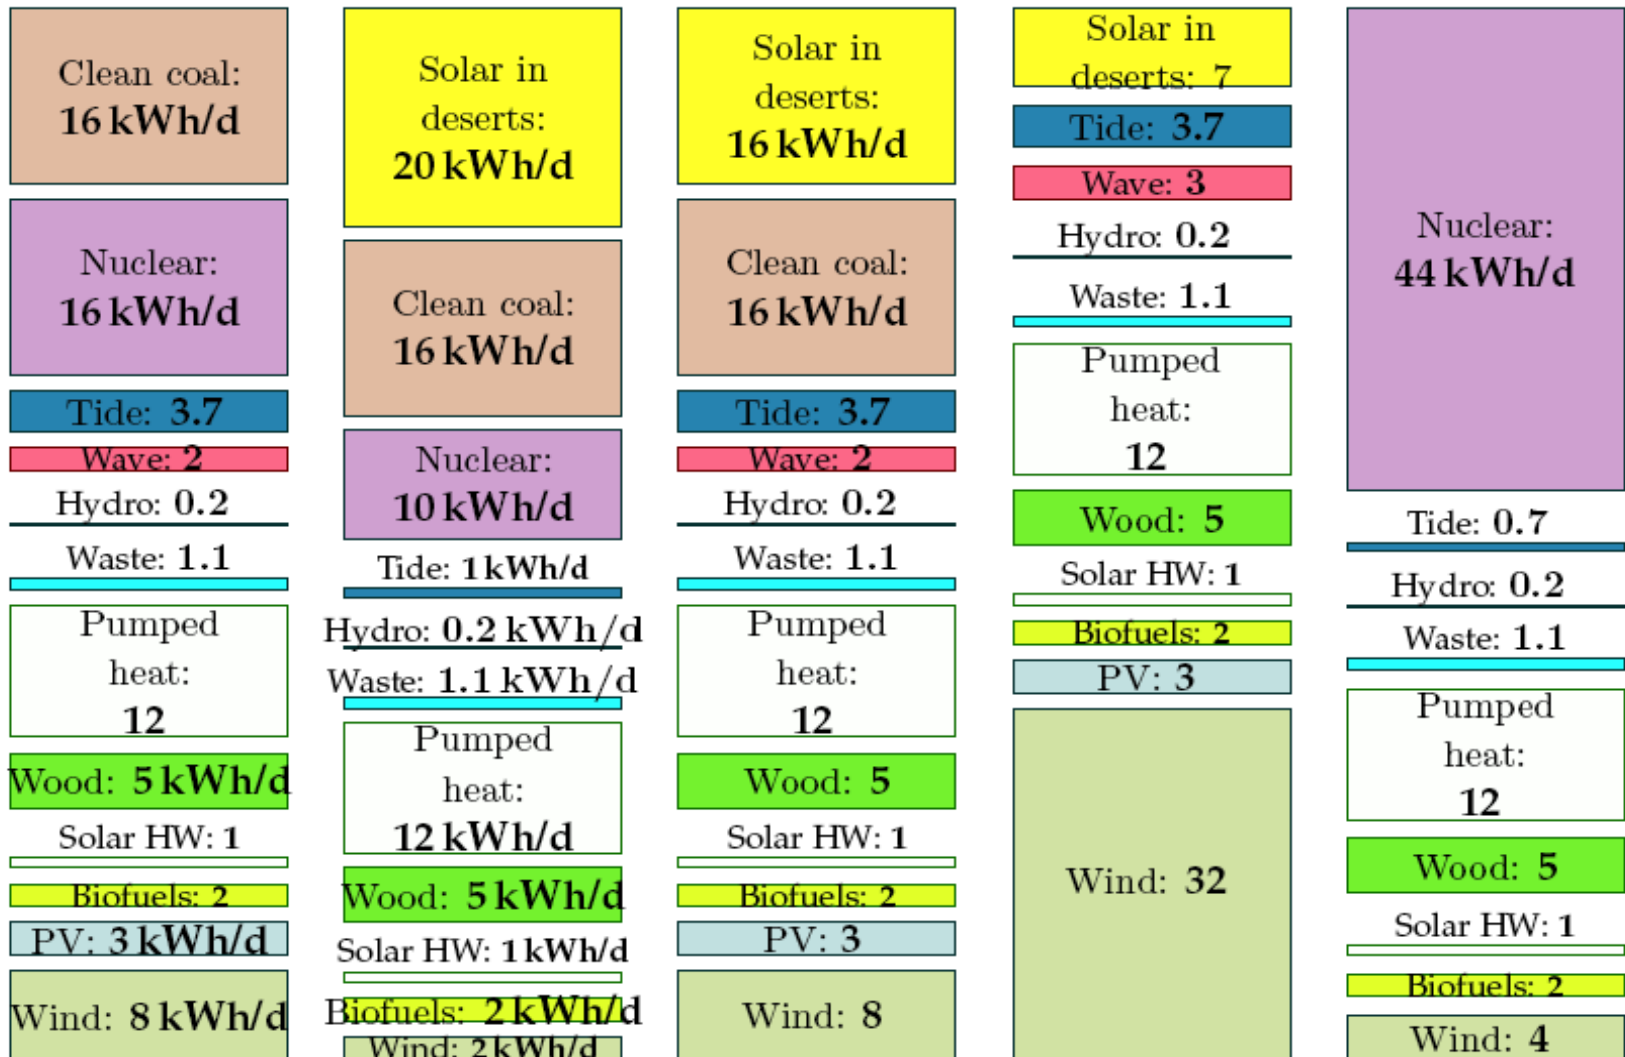 Clean coal:
16 kWh/d
Nuclear:
16 kWh/d
Tide: 3.7
Wave: 2
Hydro: 0.2
Waste: 1.1
Pumped
heat:
12
Wood: 5 kWh/d
Solar HW: 1
Biofuels: 2
PV: 3 kWh/d
Wind: 8 kWh/d
Solar in
deserts:
20 kWh/d
Clean coal:
16 kWh/d
Nuclear:
10 kWh/d
Tide: 1 kWh/d
Hydro: 0.2 kWh/d
Waste: 1.1 kWh/d
Pumped
heat:
12 kWh/d
Wood: 5 kWh/d
Solar HW: 1 kWh/d
Biofuels: 2 kWh/d
Wind: 2 kWh/d
Solar in
deserts:
16 kWh/d
Clean coal:
16 kWh/d
Tide: 3.7
Wave: 2
Hydro: 0.2
Waste: 1.1
Pumped
heat:
12
Wood: 5
Solar HW: 1
Biofuels: 2
PV: 3
Wind: 8
Solar in
deserts: 7
Tide: 3.7
Wave: 3
Hydro: 0.2
Waste: 1.1
Pumped
heat:
12
Wood: 5
Solar HW: 1
Biofuels: 2
PV: 3
Wind: 32
Nuclear:
44 kWh/d
Tide: 0.7
Hydro: 0.2
Waste: 1.1
Pumped
heat:
12
Wood: 5
Solar HW: 1
Biofuels: 2
Wind: 4